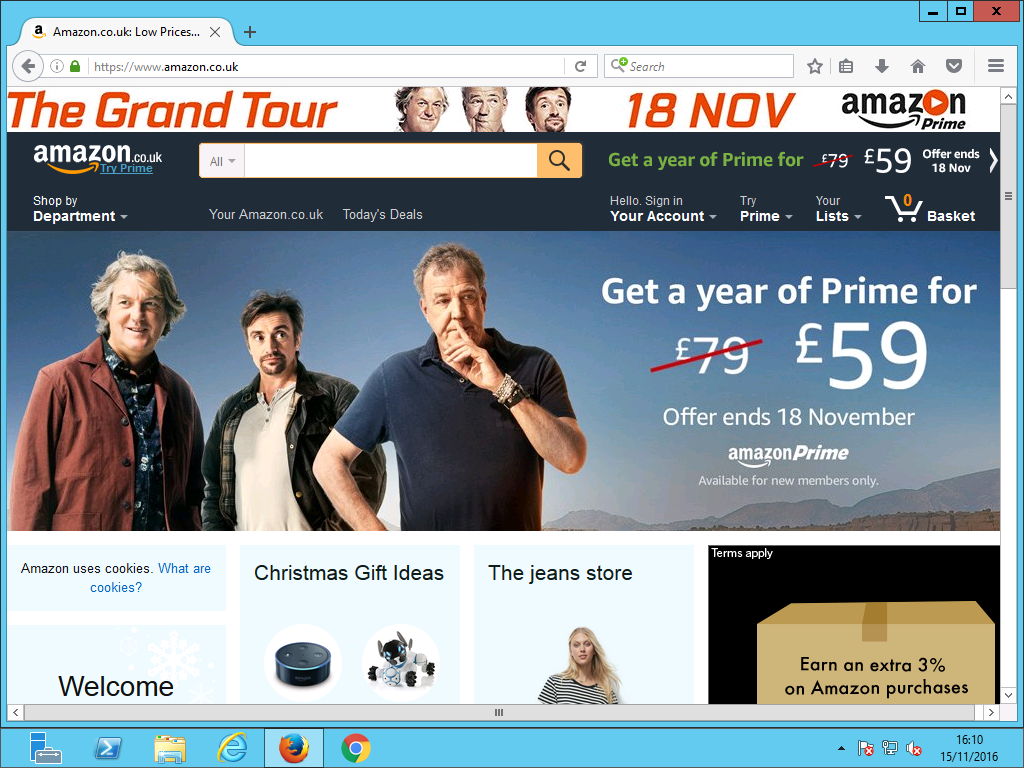 Amazon.co.uk: Low Prices...
https://www.amazon.co.uk
Search
The Grand Tour
18 NOV
amazon
Prime
amazon.co.uk
Try Prime
All
Get a year of Prime for £79 £59 Offer ends
18 Nov
Shop by
Department
Your Amazon.co.uk
Today's Deals
Hello. Sign in
Your Account
Try
Prime
Your
Lists
0
Basket
Get a year of Prime for
£79 £59
Offer ends 18 November
amazonPrime
Available for new members only.
Amazon uses cookies. What are
cookies?
Welcome
Christmas Gift Ideas
The jeans store
Terms apply
Earn an extra 3%
on Amazon purchases
16:10
15/11/2016